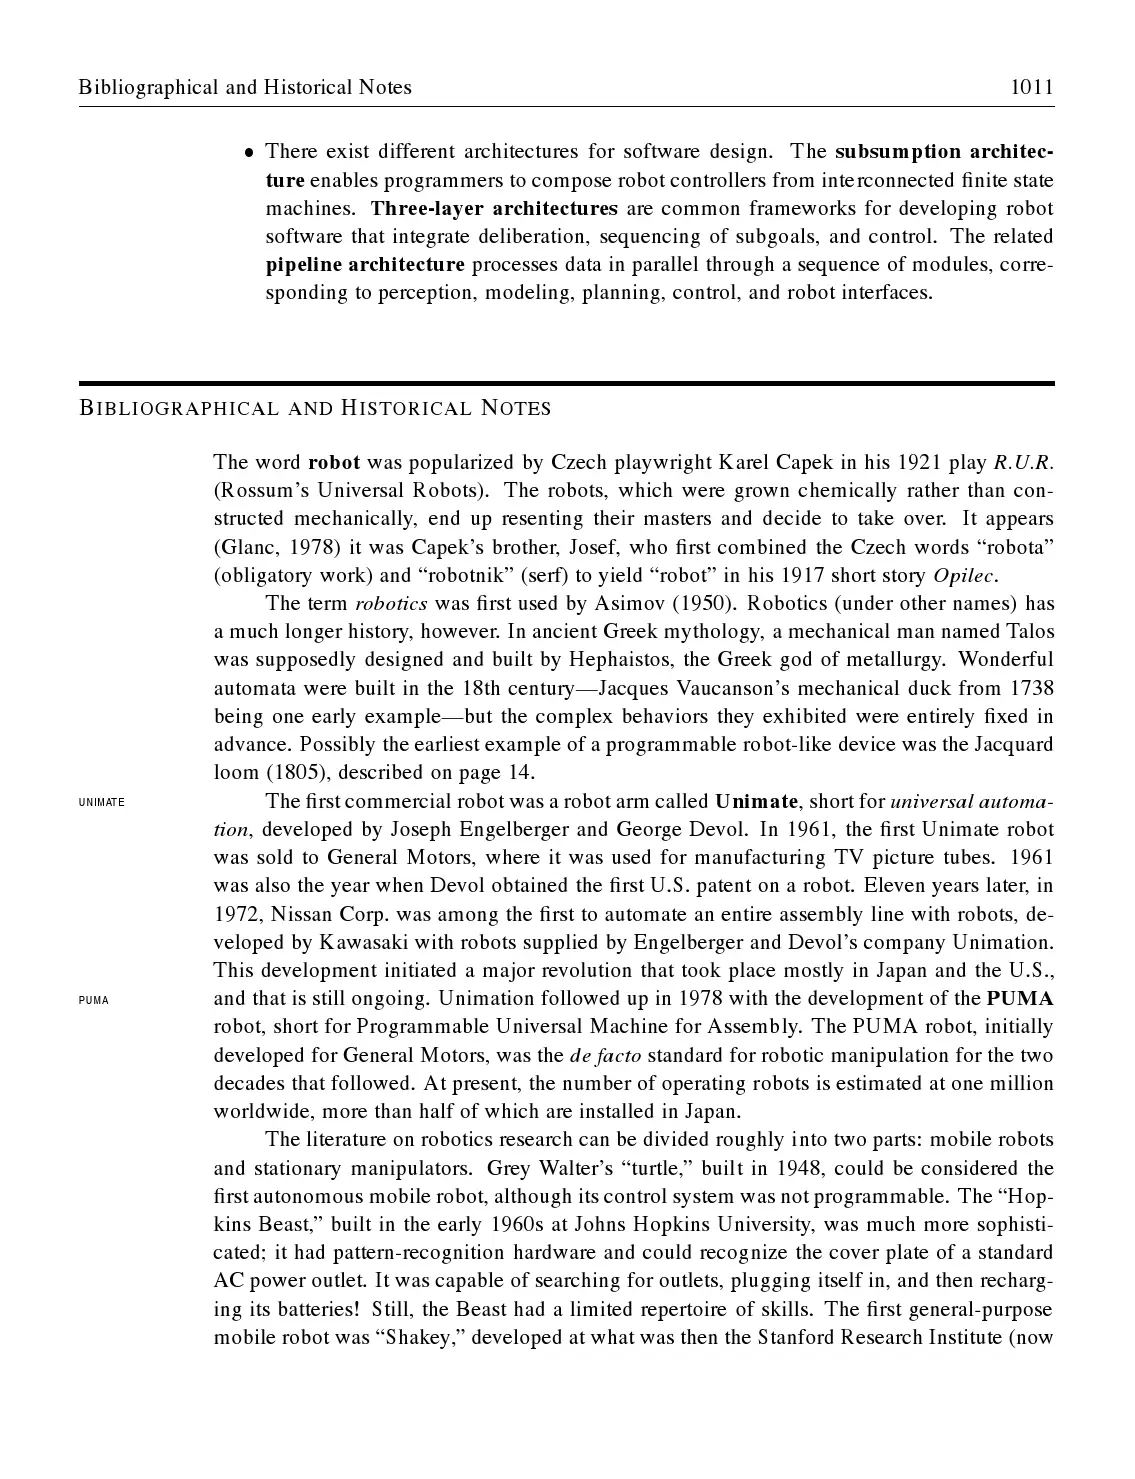 Bibliographical and Historical Notes 1011
• There exist different architectures for software design. The subsumption architec-
ture enables programmers to compose robot controllers from interconnected finite state
machines. Three-layer architectures are common frameworks for developing robot
software that integrate deliberation, sequencing of subgoals, and control. The related
pipeline architecture processes data in parallel through a sequence of modules, corre-
sponding to perception, modeling, planning, control, and robot interfaces.
BIBLIOGRAPHICAL AND HISTORICAL NOTES
The word robot was popularized by Czech playwright Karel Capek in his 1921 play R.U.R.
(Rossum's Universal Robots). The robots, which were grown chemically rather than con-
structed mechanically, end up resenting their masters and decide to take over. It appears
(Glanc, 1978) it was Capek's brother, Josef, who first combined the Czech words “robota”
(obligatory work) and “robotnik” (serf) to yield “robot” in his 1917 short story Opilec.
The term robotics was first used by Asimov (1950). Robotics (under other names) has
a much longer history, however. In ancient Greek mythology, a mechanical man named Talos
was supposedly designed and built by Hephaistos, the Greek god of metallurgy. Wonderful
automata were built in the 18th century—Jacques Vaucanson's mechanical duck from 1738
being one early example—but the complex behaviors they exhibited were entirely fixed in
advance. Possibly the earliest example of a programmable robot-like device was the Jacquard
loom (1805), described on page 14.
UNIMATE
The first commercial robot was a robot arm called Unimate, short for universal automa-
tion, developed by Joseph Engelberger and George Devol. In 1961, the first Unimate robot
was sold to General Motors, where it was used for manufacturing TV picture tubes. 1961
was also the year when Devol obtained the first U.S. patent on a robot. Eleven years later, in
1972, Nissan Corp. was among the first to automate an entire assembly line with robots, de-
veloped by Kawasaki with robots supplied by Engelberger and Devol's company Unimation.
This development initiated a major revolution that took place mostly in Japan and the U.S.,
PUMA
and that is still ongoing. Unimation followed up in 1978 with the development of the PUMA
robot, short for Programmable Universal Machine for Assembly. The PUMA robot, initially
developed for General Motors, was the de facto standard for robotic manipulation for the two
decades that followed. At present, the number of operating robots is estimated at one million
worldwide, more than half of which are installed in Japan.
The literature on robotics research can be divided roughly into two parts: mobile robots
and stationary manipulators. Grey Walter's “turtle,” built in 1948, could be considered the
first autonomous mobile robot, although its control system was not programmable. The “Hop-
kins Beast,” built in the early 1960s at Johns Hopkins University, was much more sophisti-
cated; it had pattern-recognition hardware and could recognize the cover plate of a standard
AC power outlet. It was capable of searching for outlets, plugging itself in, and then recharg-
ing its batteries! Still, the Beast had a limited repertoire of skills. The first general-purpose
mobile robot was “Shakey,” developed at what was then the Stanford Research Institute (now